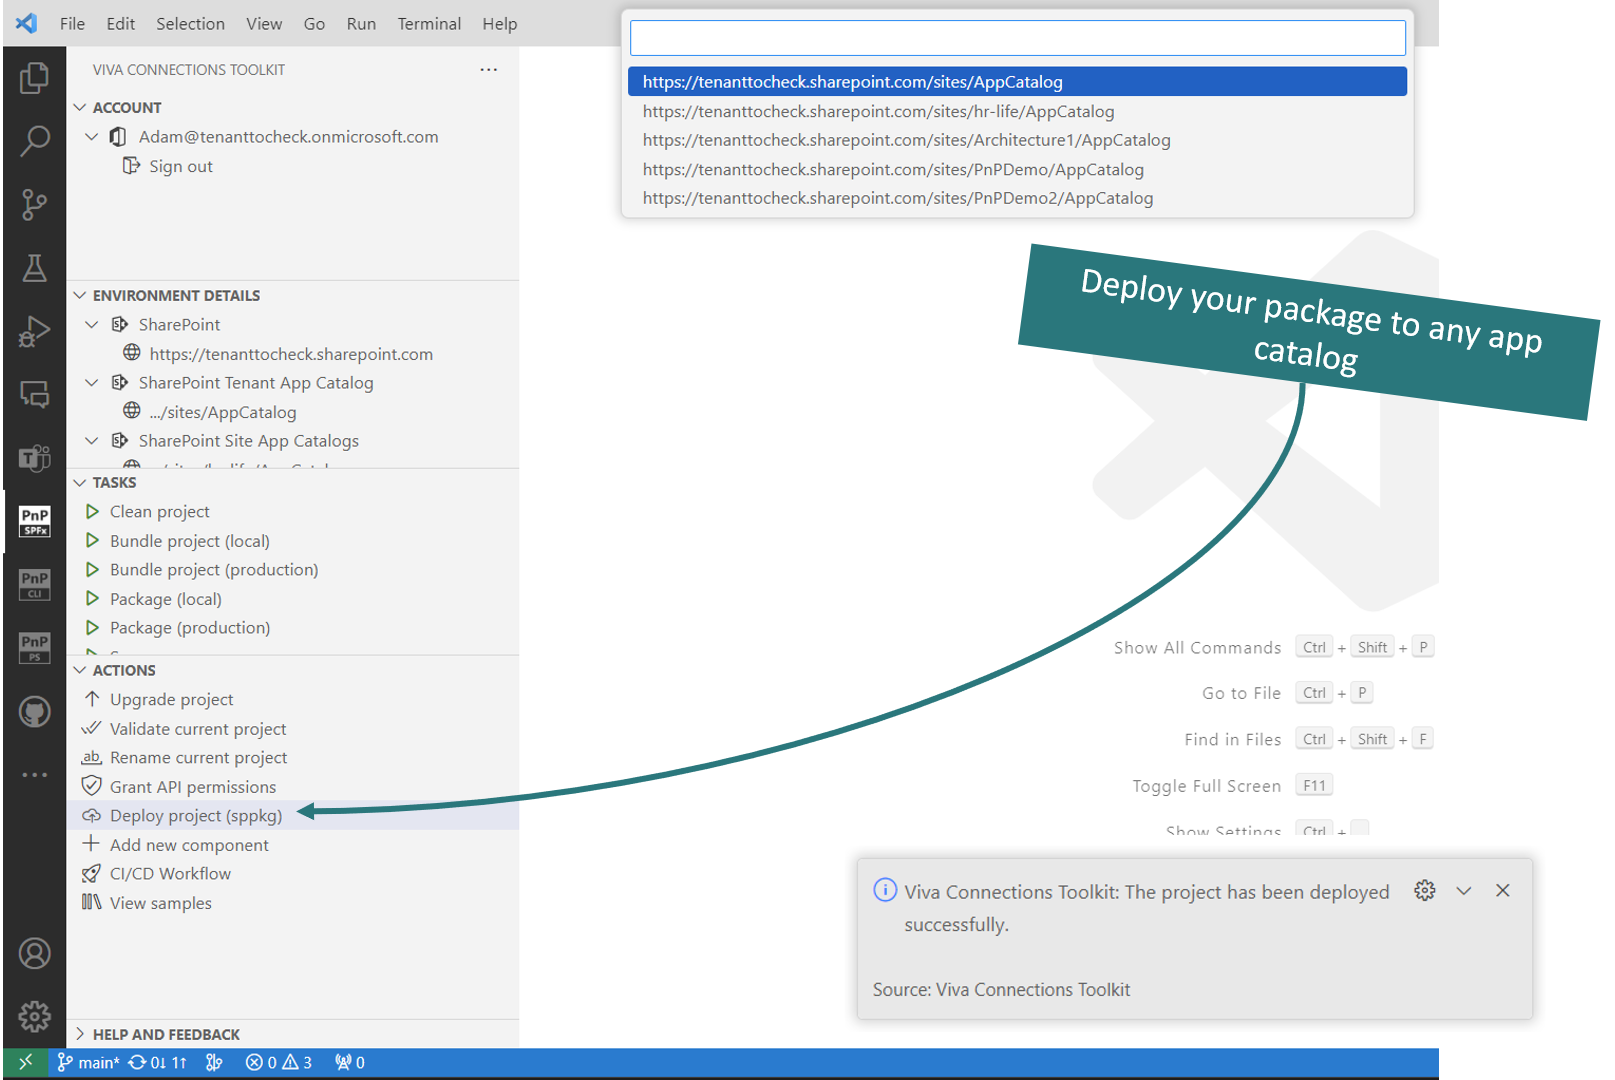 File Edit Selection View Go Run Terminal Help
https://tenanttocheck.sharepoint.com/sites/AppCatalog
https://tenanttocheck.sharepoint.com/sites/hr-life/AppCatalog
https://tenanttocheck.sharepoint.com/sites/Architecture1/AppCatalog
https://tenanttocheck.sharepoint.com/sites/PnPDemo/AppCatalog
https://tenanttocheck.sharepoint.com/sites/PnPDemo2/AppCatalog
VIVA CONNECTIONS TOOLKIT
ACCOUNT
Adam@tenanttocheck.onmicrosoft.com
Sign out
ENVIRONMENT DETAILS
SharePoint
https://tenanttocheck.sharepoint.com
SharePoint Tenant App Catalog
.../sites/AppCatalog
SharePoint Site App Catalogs
TASKS
Clean project
Bundle project (local)
Bundle project (production)
Package (local)
Package (production)
ACTIONS
Upgrade project
Validate current project
ab Rename current project
Grant API permissions
Deploy project (sppkg)
Add new component
CI/CD Workflow
View samples
HELP AND FEEDBACK
PnP
SPFx
PnP
CLI
PnP
PS
Deploy your package to any app
catalog
Show All Commands Ctrl + Shift + P
Go to File Ctrl + P
Find in Files Ctrl + Shift + F
Toggle Full Screen F11
Show Settings Ctrl +
Viva Connections Toolkit: The project has been deployed
successfully.
Source: Viva Connections Toolkit
main* 0↓ 1↑ 0 3 0